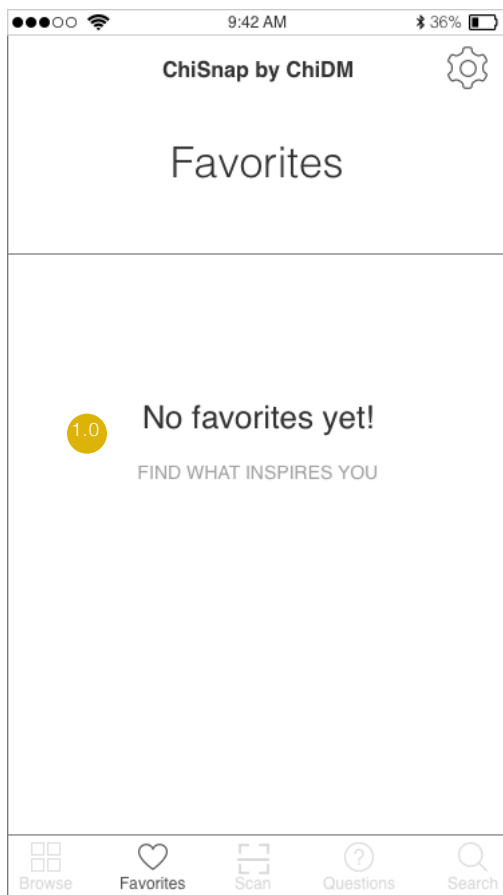 9:42 AM
36%
ChiSnap by ChiDM
Favorites
1.0
No favorites yet!
FIND WHAT INSPIRES YOU
Browse
Favorites
Scan
Questions
Search